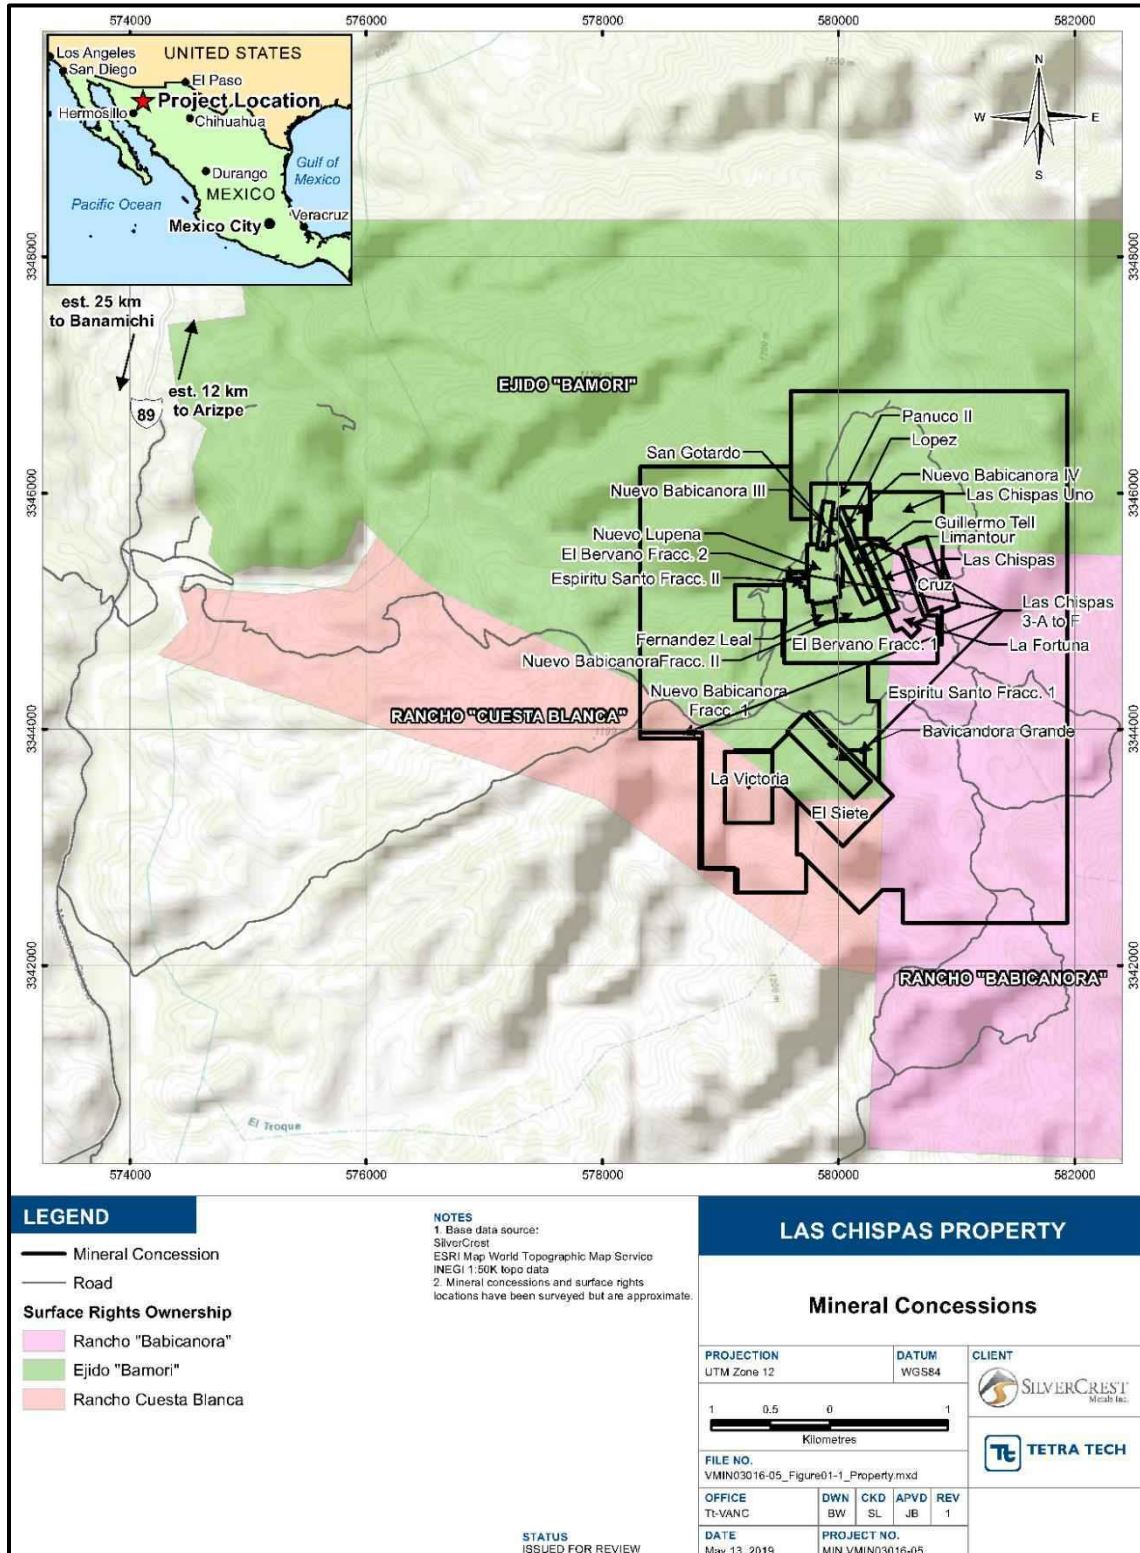 574000
576000
578000
580000
582000
Los Angeles
San Diego
UNITED STATES
El Paso
Project Location
Hermosillo
Chihuahua
Durango
MEXICO
Gulf of
Mexico
Pacific Ocean
Mexico City
Veracruz
N
W
E
S
3348000
3348000
est. 25 km
to Banamichi
est. 12 km
to Arizpe
89
EJIDO "BAMORI"
1200 m
Panuco II
Lopez
San Gotardo
Nuevo Babicanora IV
3346000
3346000
Nuevo Babicanora III
Las Chispas Uno
Guillermo Tell
Nuevo Lupena
Limantour
El Bervano Fracc. 2
Las Chispas
Espiritu Santo Fracc. II
Cruz
Las Chispas
3-A to F
Fernandez Leal
El Bervano Fracc. 1
La Fortuna
Nuevo BabicanoraFracc. II
Nuevo Babicanora
Fracc. 1
Espiritu Santo Fracc. 1
RANCHO "CUESTA BLANCA"
3344000
3344000
Bavicandora Grande
La Victoria
El Siete
3342000
3342000
RANCHO "BABICANORA"
1200 m
El Troque
574000
576000
578000
580000
582000
LEGEND
Mineral Concession
Road
Surface Rights Ownership
Rancho "Babicanora"
Ejido "Bamori"
Rancho Cuesta Blanca
NOTES
1. Base data source:
SilverCrest
ESRI Map World Topographic Map Service
INEGI 1:50K topo data
2. Mineral concessions and surface rights
locations have been surveyed but are approximate.
STATUS
ISSUED FOR REVIEW
LAS CHISPAS PROPERTY
Mineral Concessions
PROJECTION
UTM Zone 12
DATUM
WGS84
CLIENT
SILVERCREST
Metals Inc.
1 0.5 0 1
Kilometres
Tt TETRA TECH
FILE NO.
VMIN03016-05_Figure01-1_Property.mxd
OFFICE
Tt-VANC
DWN
BW
CKD
SL
APVD
JB
REV
1
DATE
May 13, 2019
PROJECT NO.
MIN.VMIN03016-05